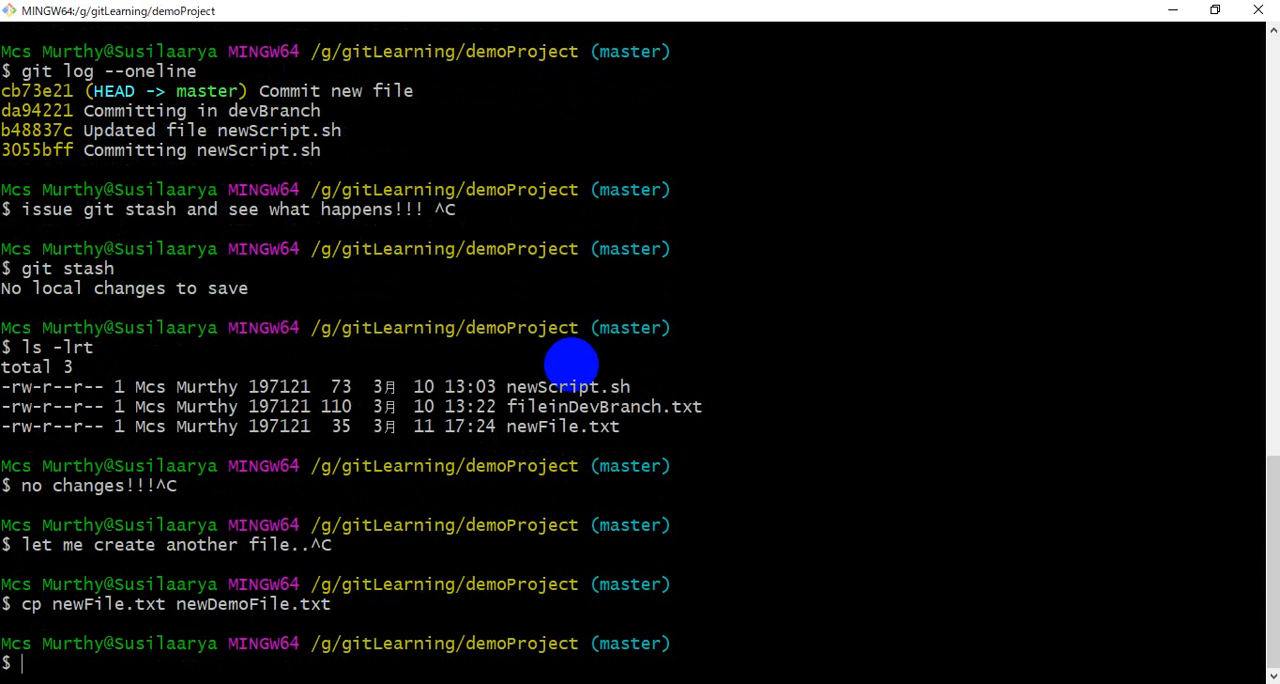 MINGW64:/g/gitLearning/demoProject
Mcs Murthy@Susilaarya MINGW64 /g/gitLearning/demoProject (master)
$ git log --oneline
cb73e21 (HEAD -> master) Commit new file
da94221 Committing in devBranch
b48837c Updated file newScript.sh
3055bff Committing newScript.sh
Mcs Murthy@Susilaarya MINGW64 /g/gitLearning/demoProject (master)
$ issue git stash and see what happens!!! ^C
Mcs Murthy@Susilaarya MINGW64 /g/gitLearning/demoProject (master)
$ git stash
No local changes to save
Mcs Murthy@Susilaarya MINGW64 /g/gitLearning/demoProject (master)
$ ls -lrt
total 3
-rw-r--r-- 1 Mcs Murthy 197121  73  3月 10 13:03 newScript.sh
-rw-r--r-- 1 Mcs Murthy 197121 110  3月 10 13:22 fileinDevBranch.txt
-rw-r--r-- 1 Mcs Murthy 197121  35  3月 11 17:24 newFile.txt
Mcs Murthy@Susilaarya MINGW64 /g/gitLearning/demoProject (master)
$ no changes!!!^C
Mcs Murthy@Susilaarya MINGW64 /g/gitLearning/demoProject (master)
$ let me create another file..^C
Mcs Murthy@Susilaarya MINGW64 /g/gitLearning/demoProject (master)
$ cp newFile.txt newDemoFile.txt
Mcs Murthy@Susilaarya MINGW64 /g/gitLearning/demoProject (master)
$